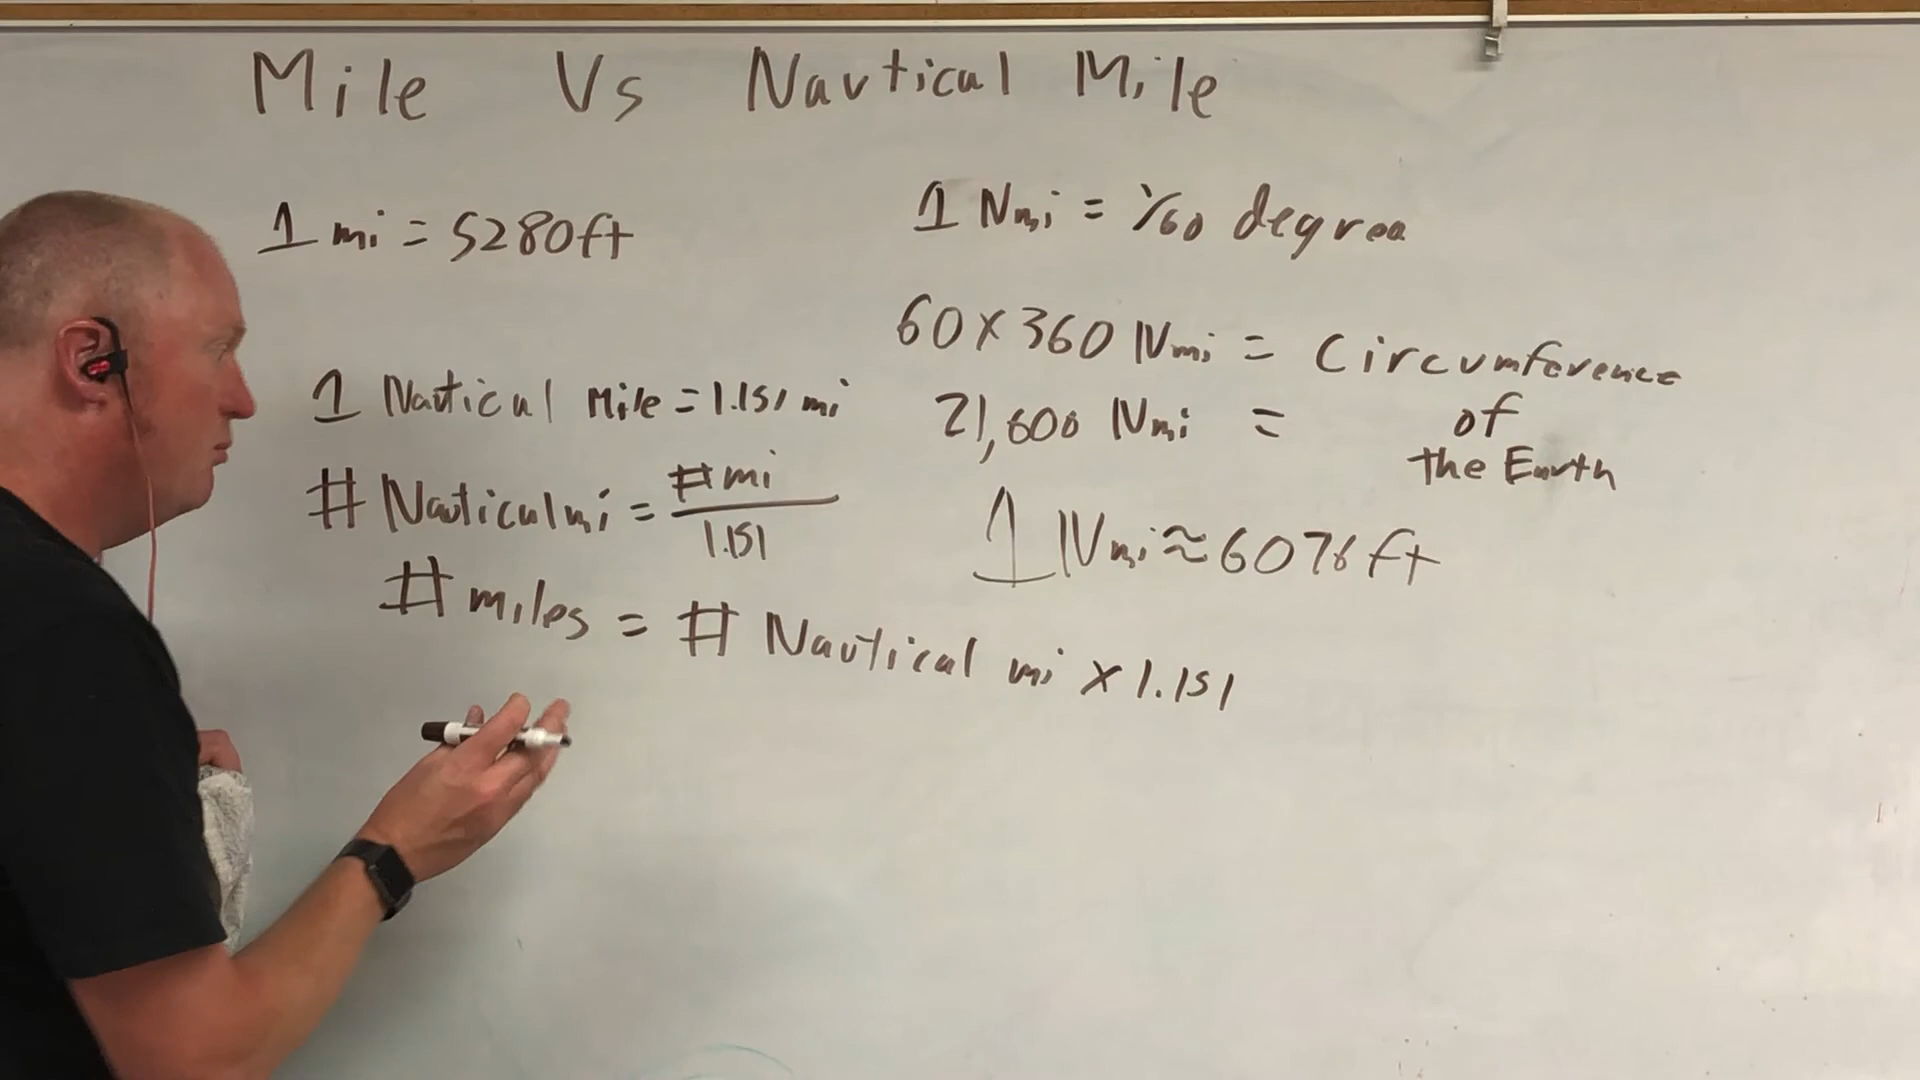 Mile Vs Nautical Mile
1 mi = 5280ft
1 Nmi = 1/60 degree
60 x 360 Nmi = Circumference
21,600 Nmi = of
the Earth
1 Nautical Mile = 1.151 mi
# Nautical mi = # mi
1.151
1 Nmi ≈ 6076 ft
# miles = # Nautical mi x 1.151